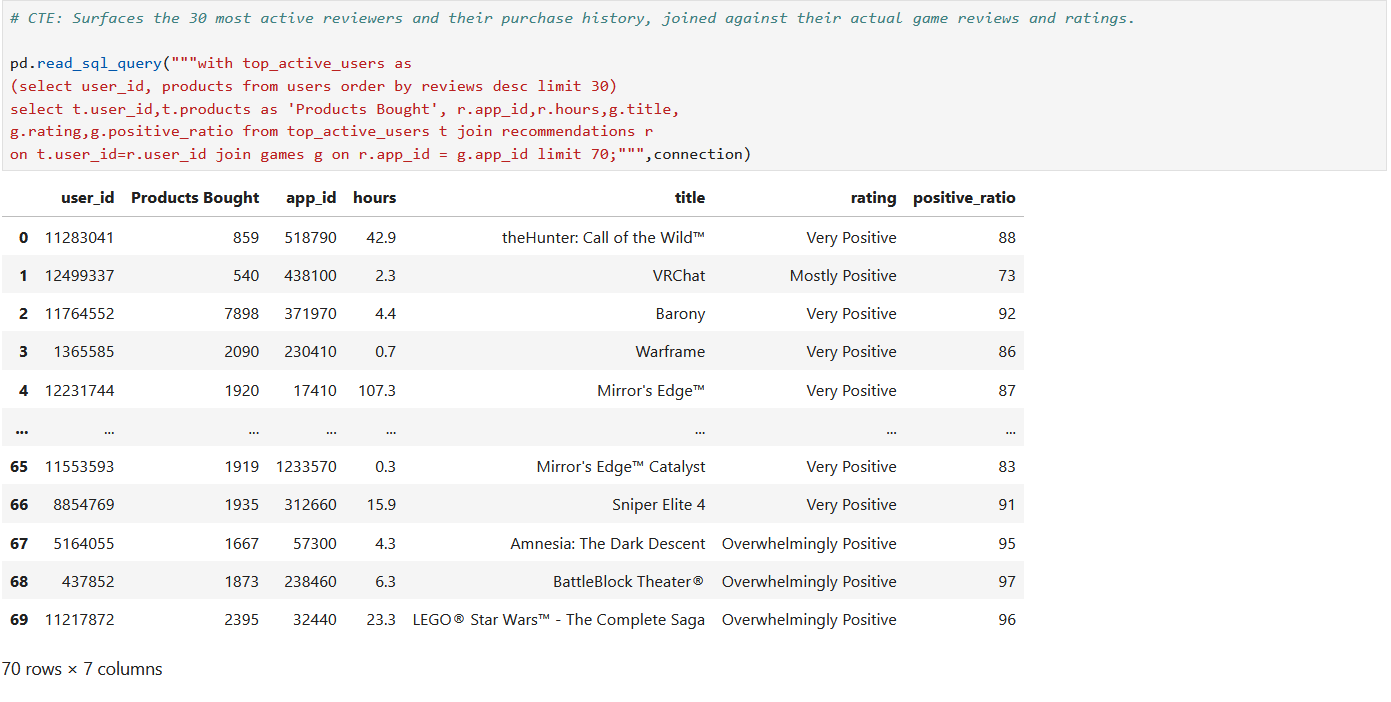 # CTE: Surfaces the 30 most active reviewers and their purchase history, joined against their actual game reviews and ratings.
pd.read_sql_query("""with top_active_users as
(select user_id, products from users order by reviews desc limit 30)
select t.user_id,t.products as 'Products Bought', r.app_id,r.hours,g.title,
g.rating,g.positive_ratio from top_active_users t join recommendations r
on t.user_id=r.user_id join games g on r.app_id = g.app_id limit 70;""",connection)
user_id Products Bought app_id hours title rating positive_ratio
0 11283041 859 518790 42.9 theHunter: Call of the Wild™ Very Positive 88
1 12499337 540 438100 2.3 VRChat Mostly Positive 73
2 11764552 7898 371970 4.4 Barony Very Positive 92
3 1365585 2090 230410 0.7 Warframe Very Positive 86
4 12231744 1920 17410 107.3 Mirror's Edge™ Very Positive 87
... ... ... ... ... ... ... ...
65 11553593 1919 1233570 0.3 Mirror's Edge™ Catalyst Very Positive 83
66 8854769 1935 312660 15.9 Sniper Elite 4 Very Positive 91
67 5164055 1667 57300 4.3 Amnesia: The Dark Descent Overwhelmingly Positive 95
68 437852 1873 238460 6.3 BattleBlock Theater® Overwhelmingly Positive 97
69 11217872 2395 32440 23.3 LEGO® Star Wars™ - The Complete Saga Overwhelmingly Positive 96
70 rows × 7 columns